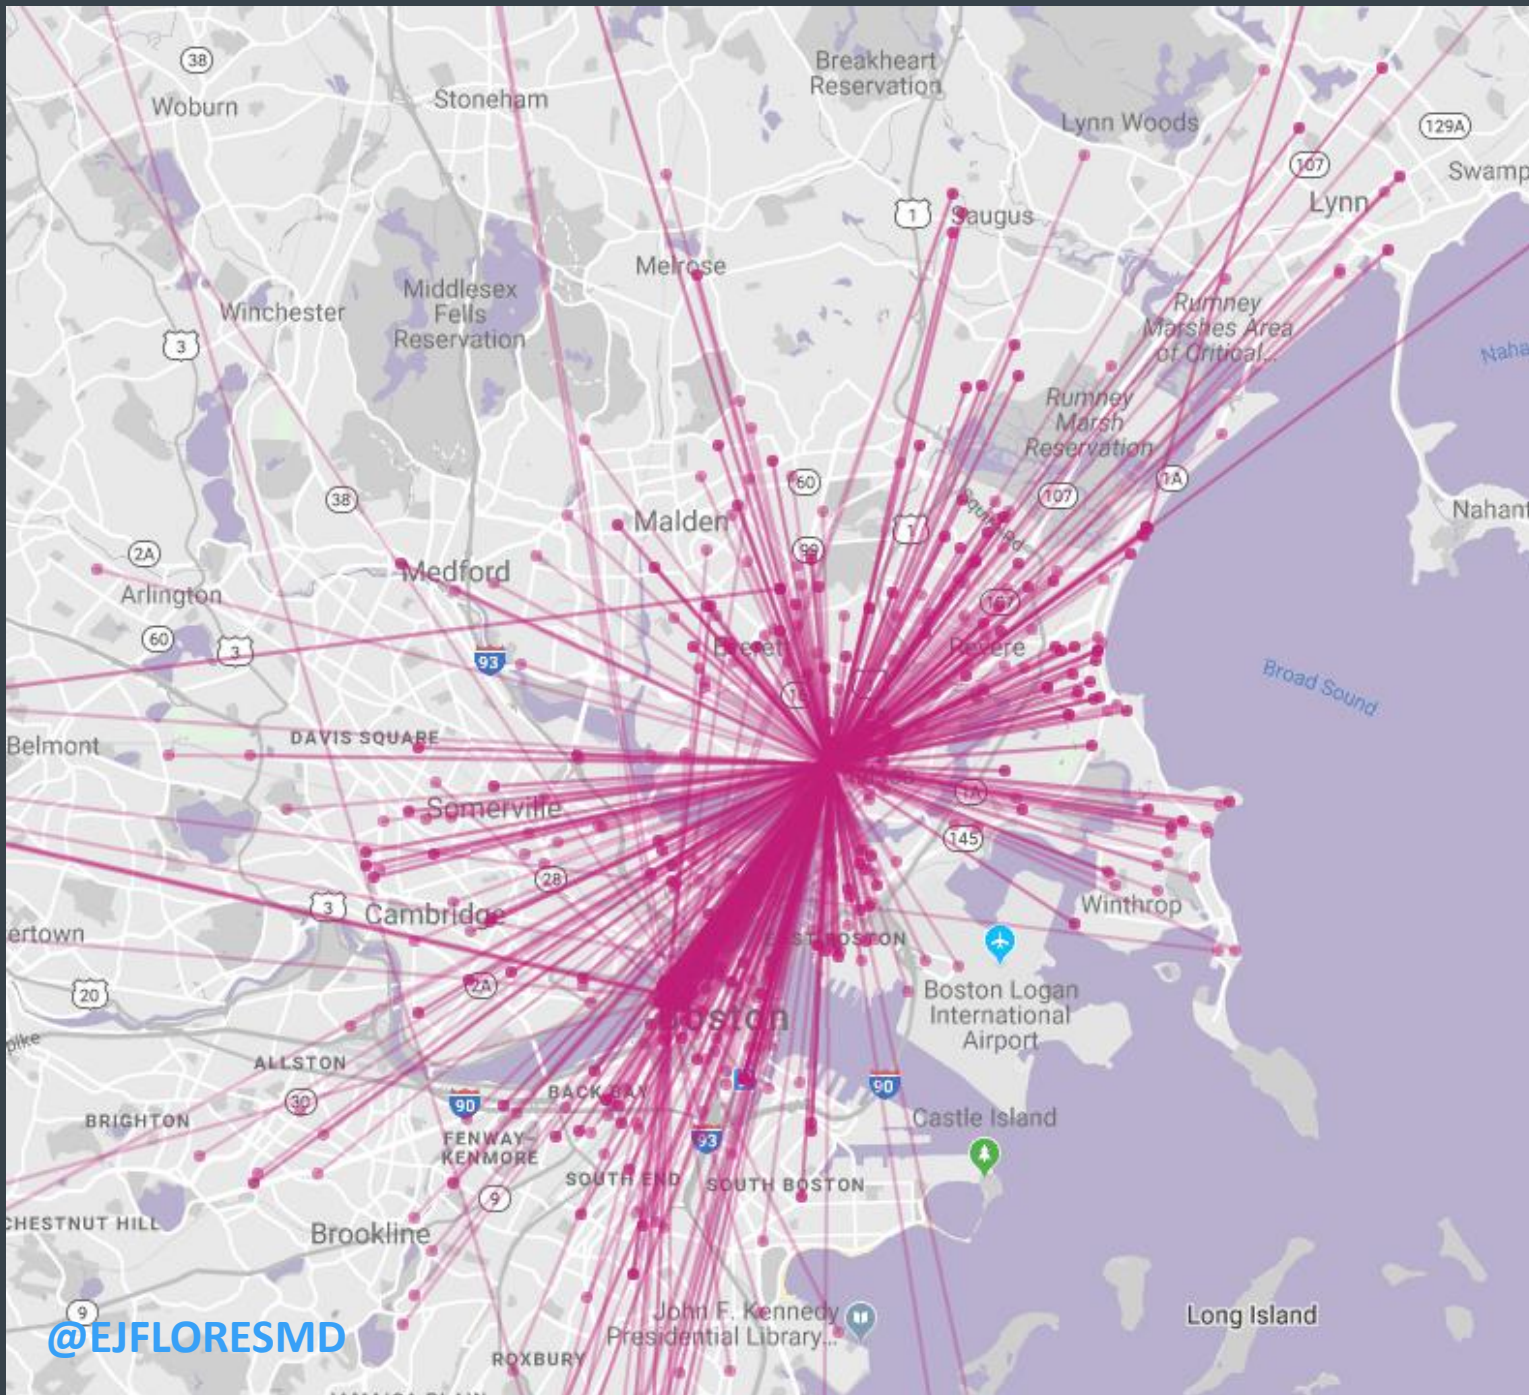 38
Woburn
Stoneham
Breakheart
Reservation
Lynn Woods
129A
107
Swamp
Lynn
1
Saugus
Melrose
Middlesex
Fells
Reservation
Winchester
3
Rumney
Marshes Area
of Critical...
Naha
Rumney
Marsh
Reservation
38
60
1A
107
1
Malden
Nahant
2A
99
Medford
Arlington
60
3
107
93
Everett
Revere
16
Broad Sound
DAVIS SQUARE
Belmont
1A
Somerville
145
28
3
Cambridge
Winthrop
ertown
EAST BOSTON
2A
20
Boston Logan
International
Airport
Boston
pike
ALLSTON
90
30
90
BACK BAY
BRIGHTON
Castle Island
FENWAY-
KENMORE
93
SOUTH END
SOUTH BOSTON
9
CHESTNUT HILL
Brookline
9
John F. Kennedy
Presidential Library...
Long Island
@EJFLORESMD
ROXBURY